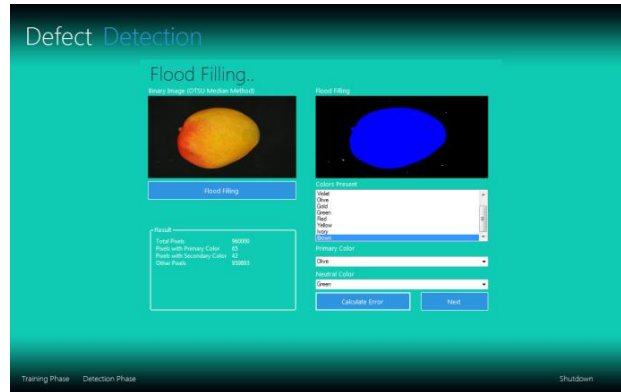 Defect Detection
Flood Filling..
Binary Image (OTSU Median Method)
Flood Filling
Flood Filling
Colors Present
Violet
Olive
Gold
Green
Red
Yellow
Ivory
Brown
Result
Total Pixels 960000
Pixels with Primary Color 65
Pixels with Secondary Color 42
Other Pixels 959893
Primary Color
Olive
Neutral Color
Green
Calculate Error
Next
Training Phase
Detection Phase
Shutdown